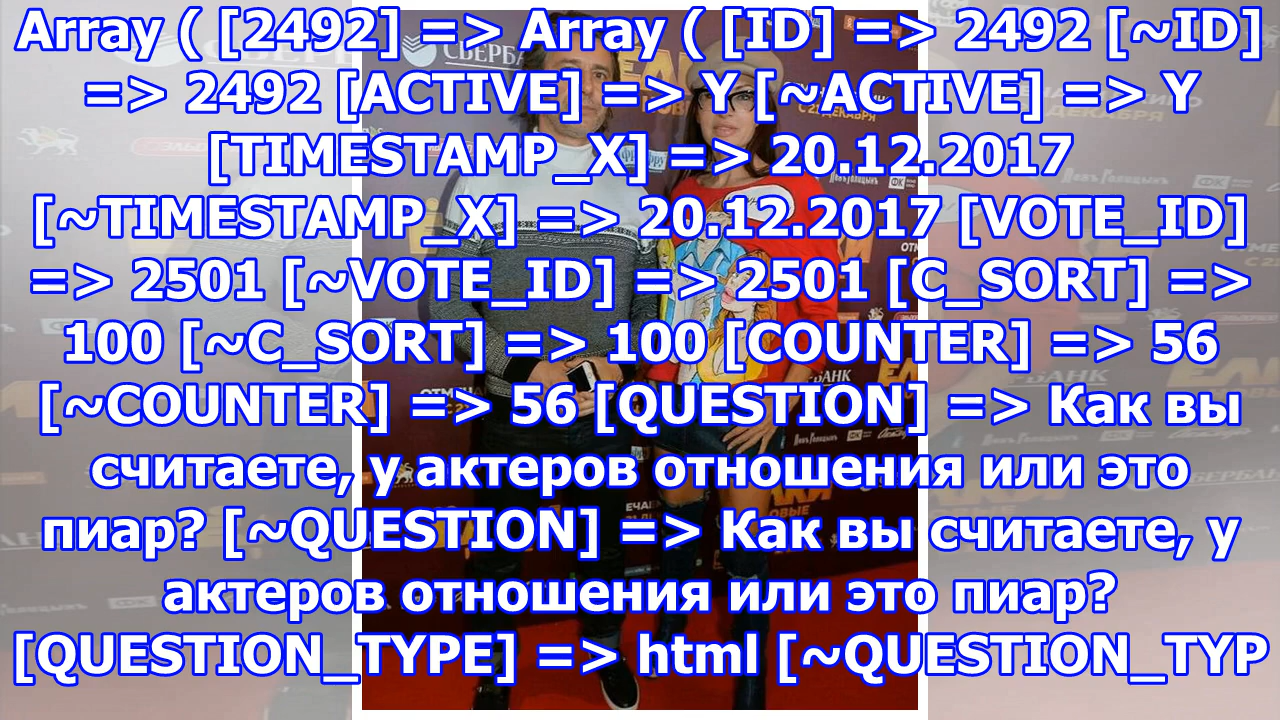 Array ( [2492] => Array ( [ID] => 2492 [~ID]
=> 2492 [ACTIVE] => Y [~ACTIVE] => Y
[TIMESTAMP_X] => 20.12.2017
[~TIMESTAMP_X] => 20.12.2017 [VOTE_ID]
=> 2501 [~VOTE_ID] => 2501 [C_SORT] =>
100 [~C_SORT] => 100 [COUNTER] => 56
[~COUNTER] => 56 [QUESTION] => Как вы
считаете, у актеров отношения или это
пиар? [~QUESTION] => Как вы считаете, у
актеров отношения или это пиар?
[QUESTION_TYPE] => html [~QUESTION_TYP